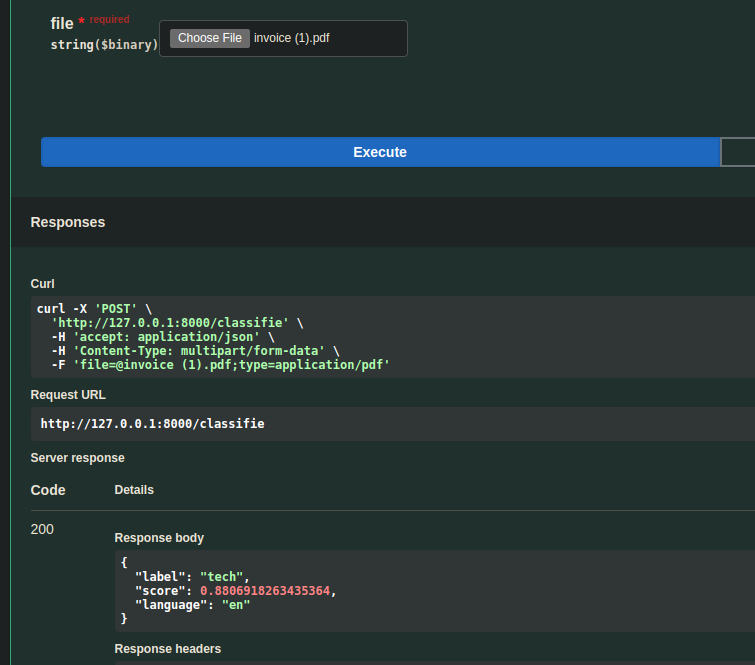 file * required
string($binary) Choose File invoice (1).pdf
Execute
Responses
Curl
curl -X 'POST' \
'http://127.0.0.1:8000/classifie' \
-H 'accept: application/json' \
-H 'Content-Type: multipart/form-data' \
-F 'file=@invoice (1).pdf;type=application/pdf'
Request URL
http://127.0.0.1:8000/classifie
Server response
Code Details
200
Response body
{
"label": "tech",
"score": 0.8806918263435364,
"language": "en"
}
Response headers